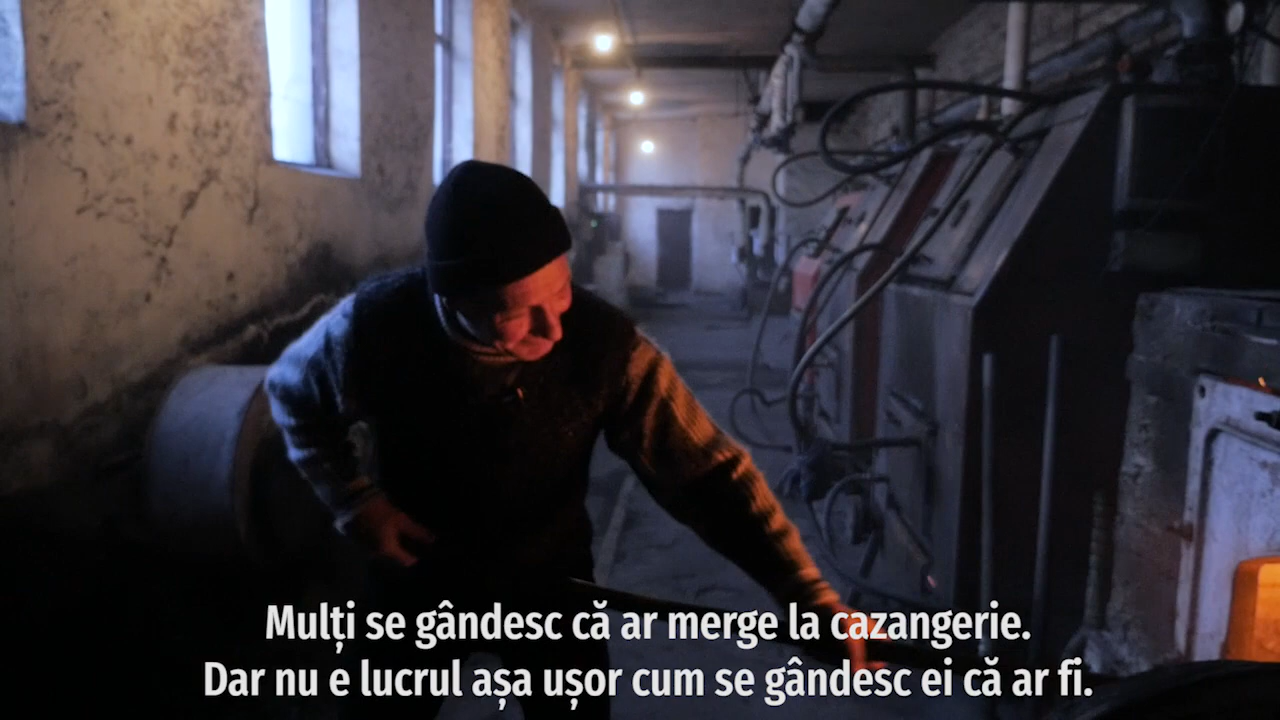 Mulți se gândesc că ar merge la cazangerie.
Dar nu e lucrul așa ușor cum se gândesc ei că ar fi.